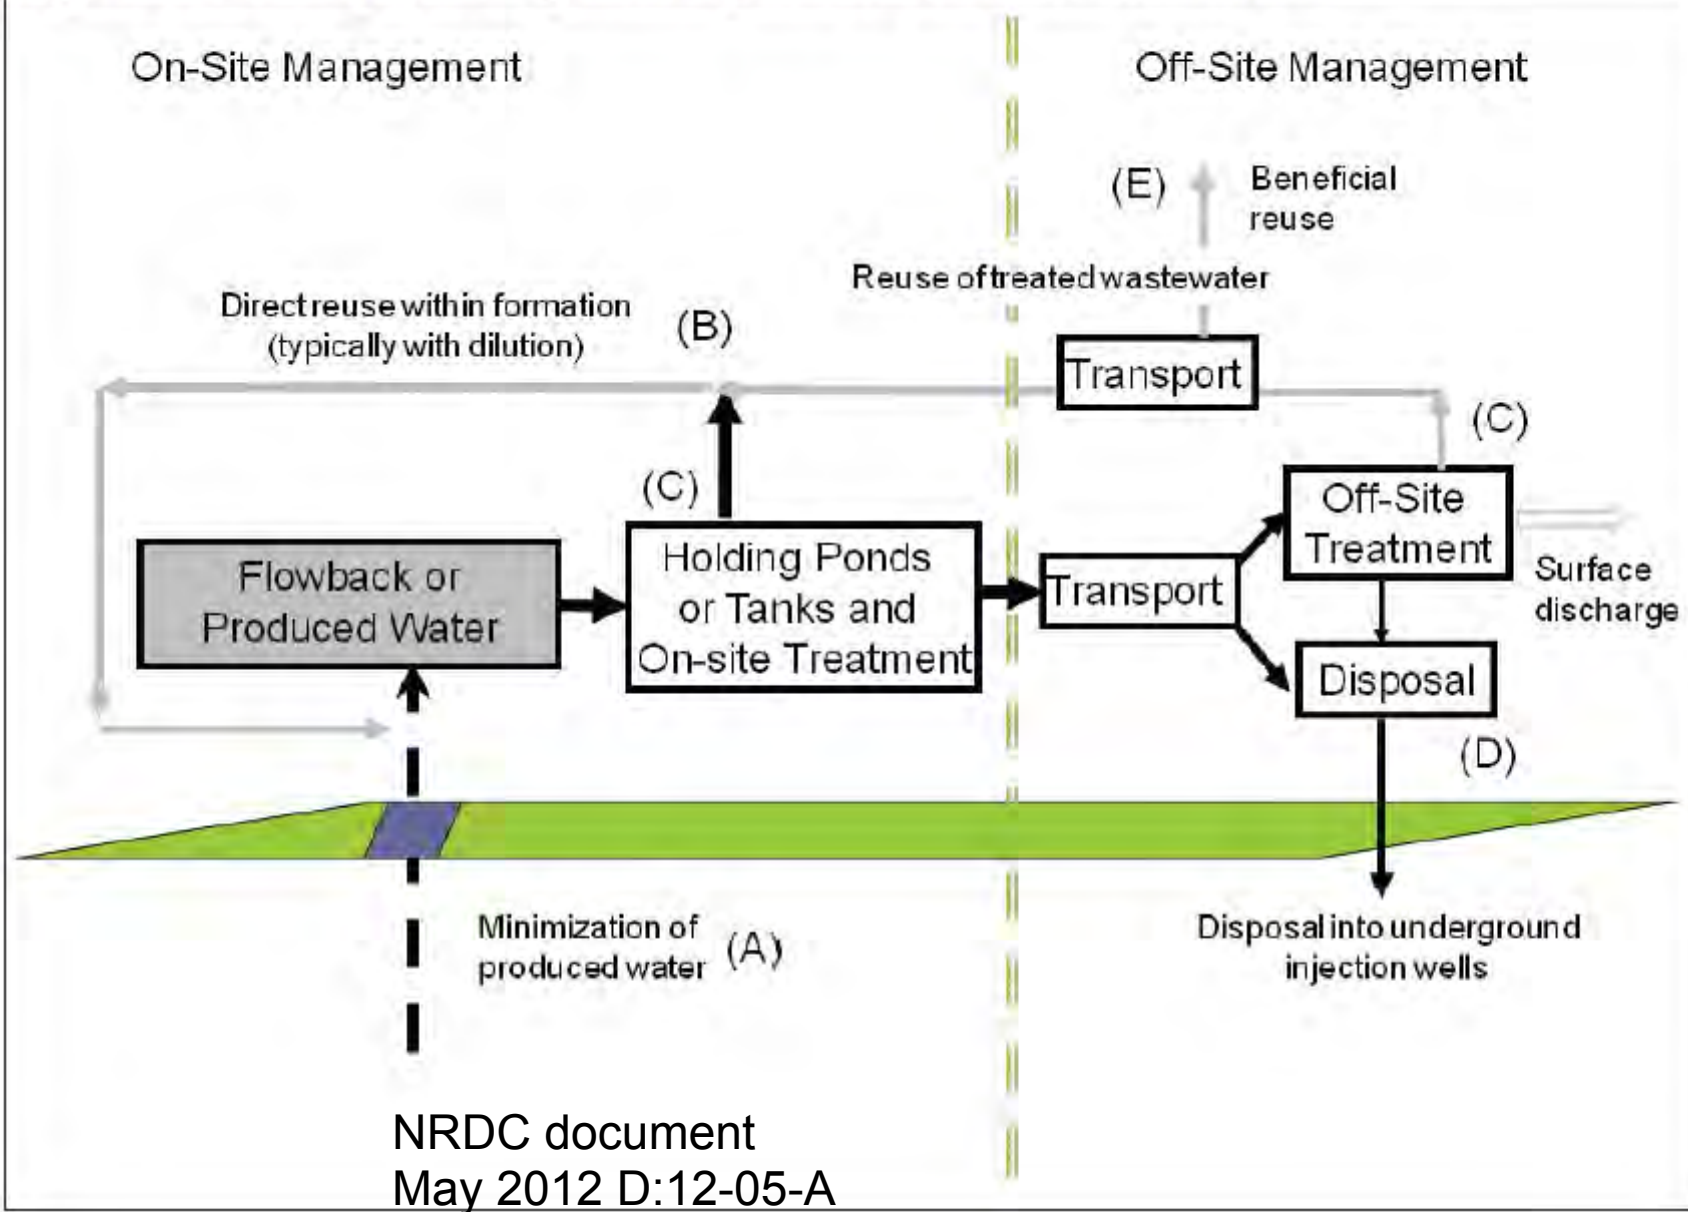 On-Site Management
Off-Site Management
(E)
Beneficial
reuse
Reuse of treated wastewater
Direct reuse within formation
(typically with dilution)
(B)
Transport
(C)
(C)
Off-Site
Treatment
Flowback or
Produced Water
Holding Ponds
or Tanks and
On-site Treatment
Transport
Surface
discharge
Disposal
(D)
Minimization of
produced water
(A)
Disposal into underground
injection wells
NRDC document
May 2012 D:12-05-A